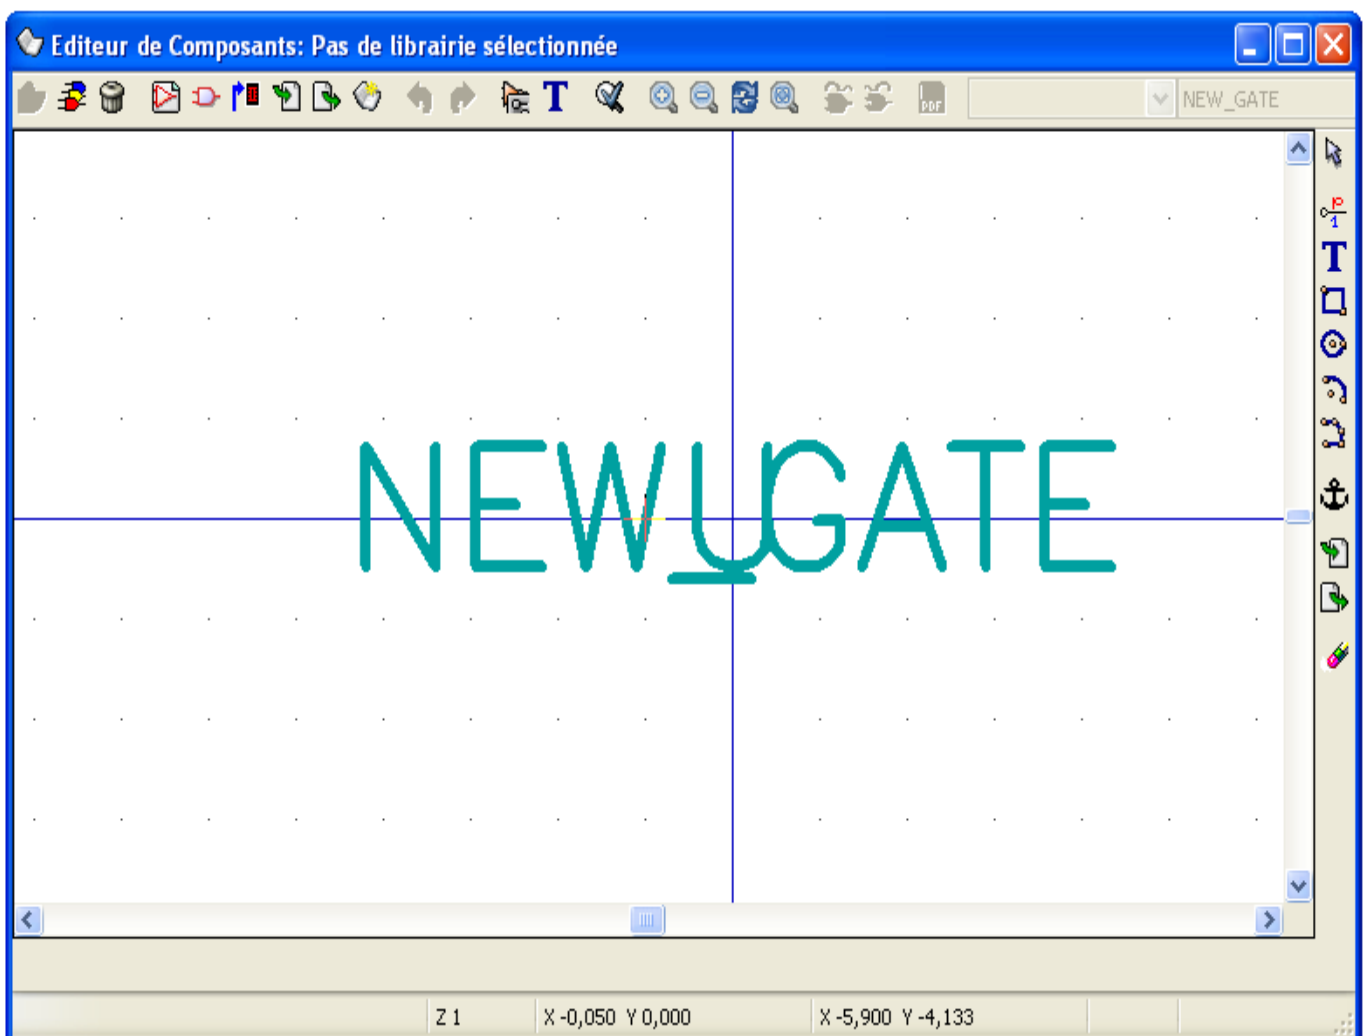 Editeur de Composants: Pas de librairie sélectionnée
NEW_GATE
NEW_GATE
U
Z 1 X -0,050 Y 0,000 X -5,900 Y -4,133